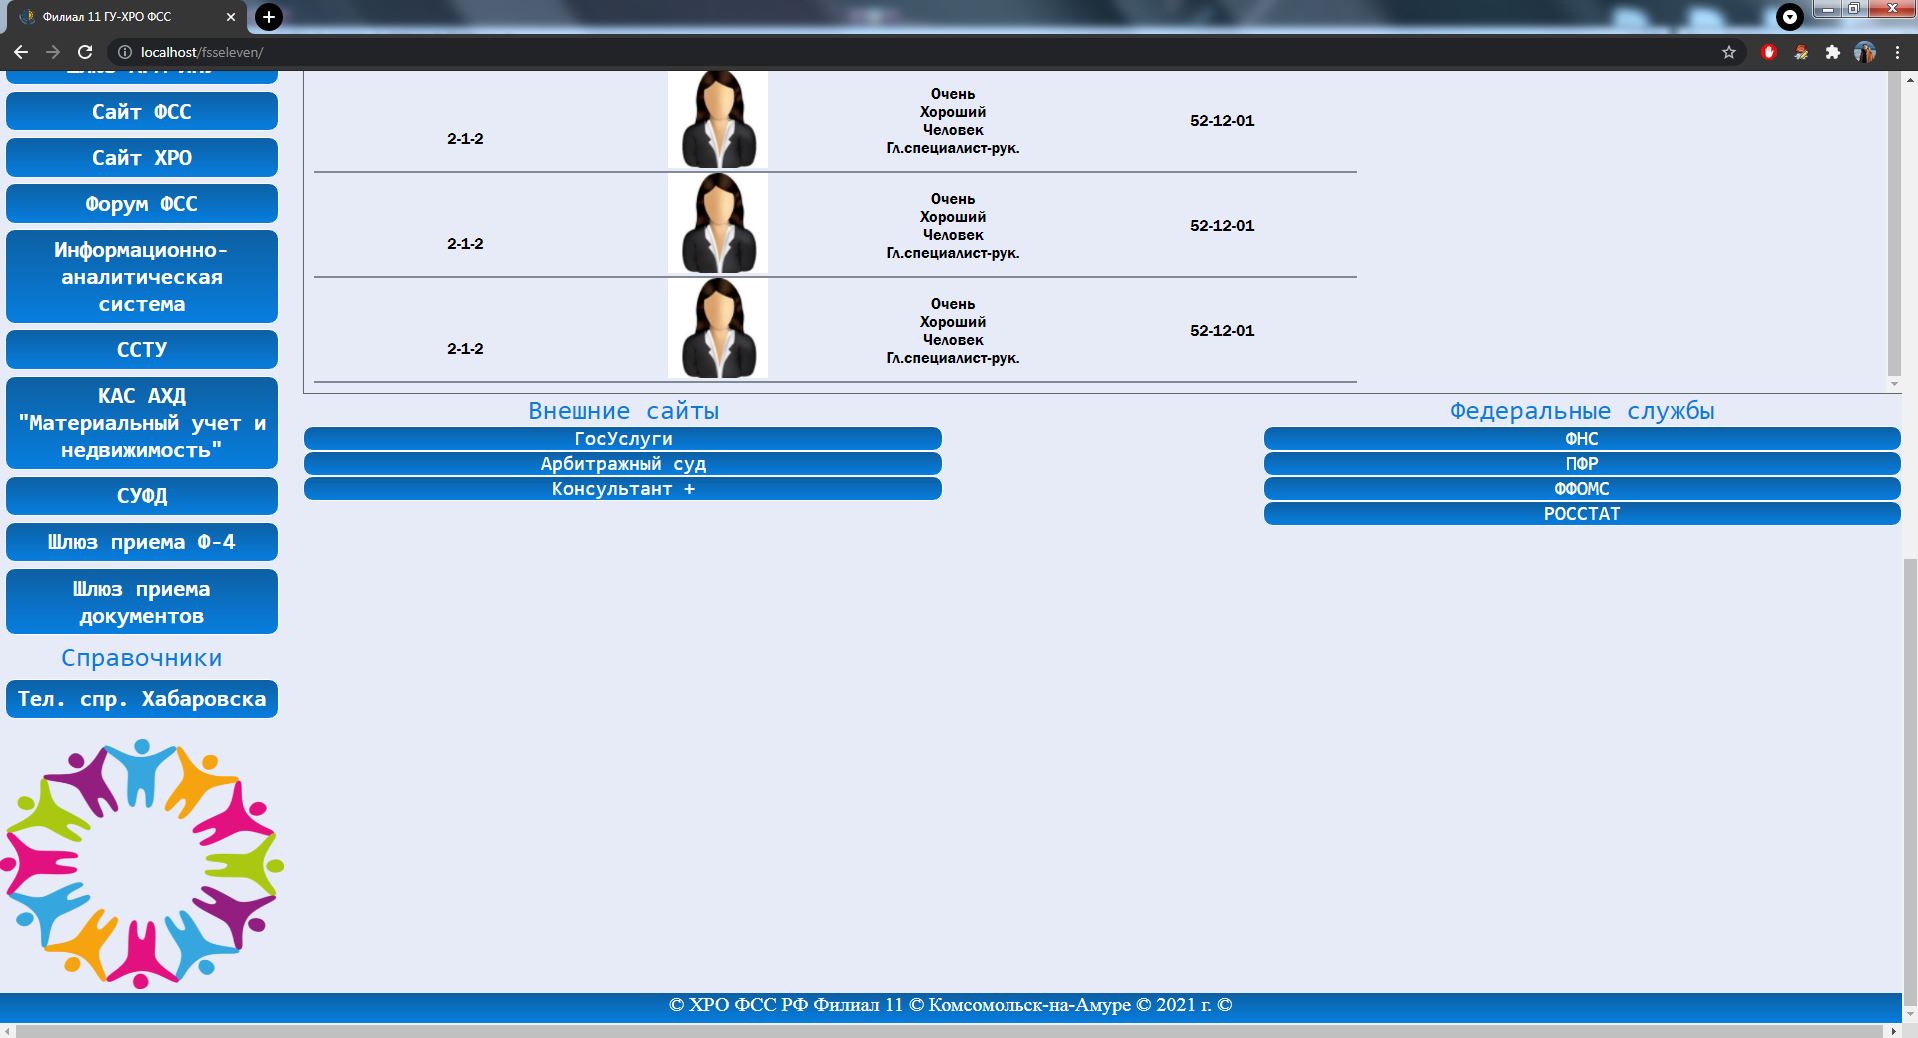 Филиал 11 ГУ-ХРО ФСС
localhost/fsseleven/
Сайт ФСС
Сайт ХРО
Форум ФСС
Информационно-
аналитическая
система
ССТУ
КАС АХД
"Материальный учет и
недвижимость"
СУФД
Шлюз приема Ф-4
Шлюз приема
документов
Справочники
Тел. спр. Хабаровска
2-1-2
Очень
Хороший
Человек
Гл.специалист-рук.
52-12-01
2-1-2
Очень
Хороший
Человек
Гл.специалист-рук.
52-12-01
2-1-2
Очень
Хороший
Человек
Гл.специалист-рук.
52-12-01
Внешние сайты
ГосУслуги
Арбитражный суд
Консультант +
Федеральные службы
ФНС
ПФР
ФФОМС
РОССТАТ
© ХРО ФСС РФ Филиал 11 © Комсомольск-на-Амуре © 2021 г. ©